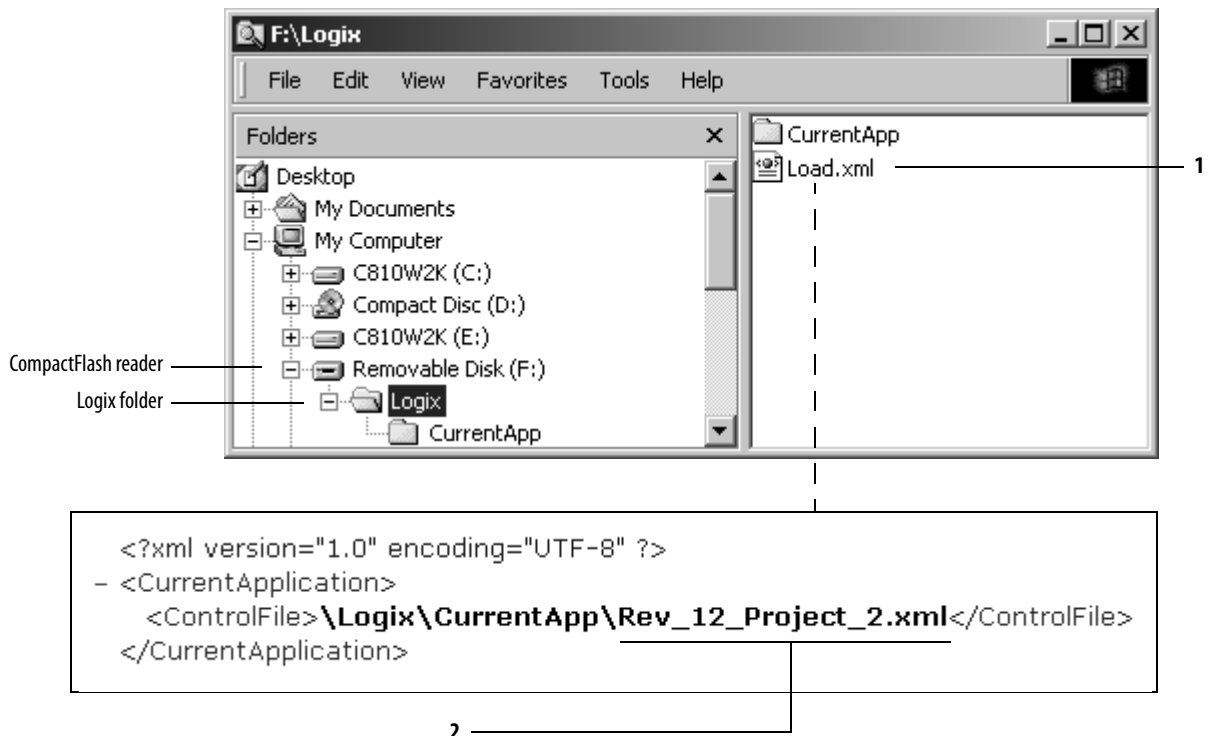 F:\Logix
File Edit View Favorites Tools Help
Folders
Desktop
My Documents
My Computer
C810W2K (C:)
Compact Disc (D:)
C810W2K (E:)
Removable Disk (F:)
Logix
CurrentApp
CurrentApp
Load.xml
1
CompactFlash reader
Logix folder
<?xml version="1.0" encoding="UTF-8" ?>
– <CurrentApplication>
<ControlFile>\Logix\CurrentApp\Rev_12_Project_2.xml</ControlFile>
</CurrentApplication>
2